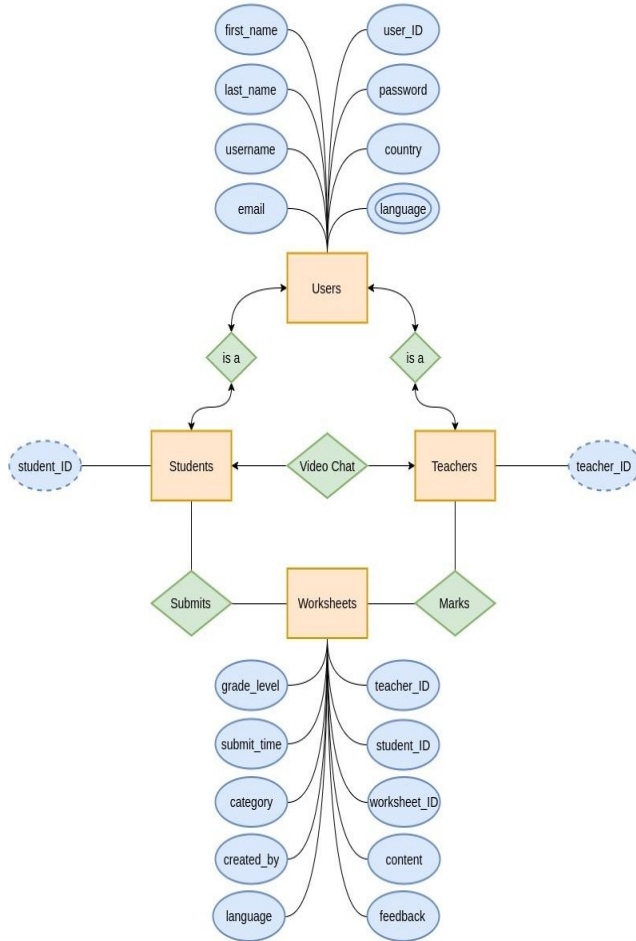 first_name
user_ID
last_name
password
username
country
email
language
Users
is a
is a
student_ID
Students
Video Chat
Teachers
teacher_ID
Submits
Worksheets
Marks
grade_level
teacher_ID
submit_time
student_ID
category
worksheet_ID
created_by
content
language
feedback